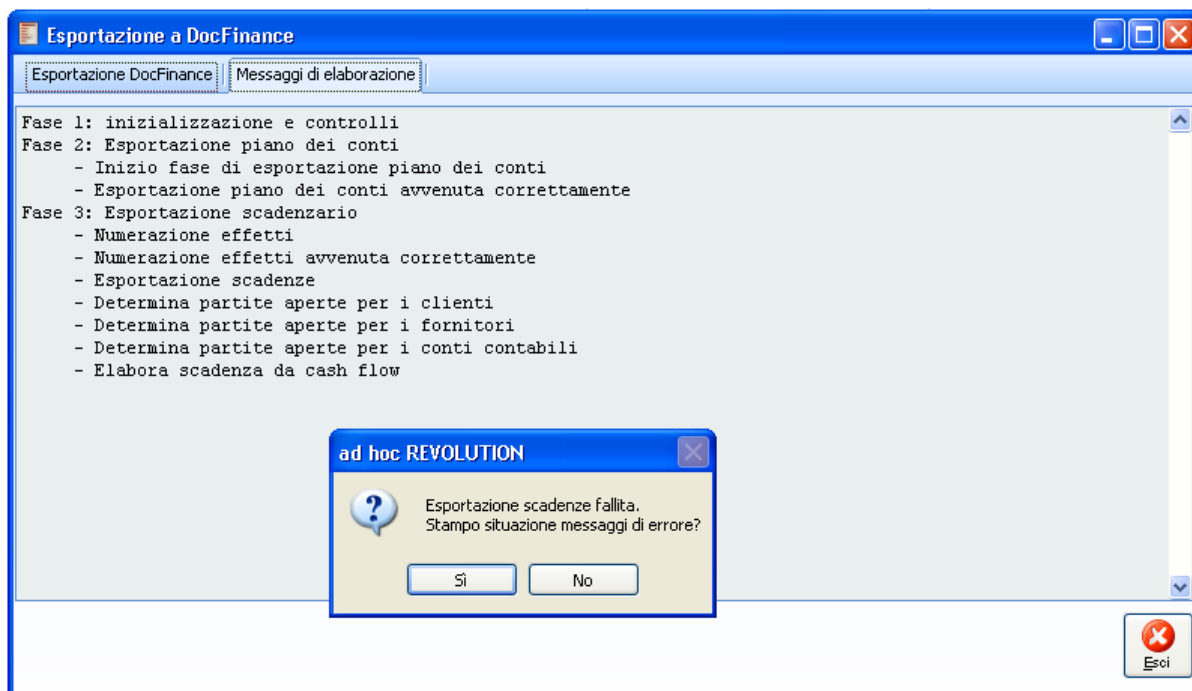 Esportazione a DocFinance
Esportazione DocFinance Messaggi di elaborazione
Fase 1: inizializzazione e controlli
Fase 2: Esportazione piano dei conti
- Inizio fase di esportazione piano dei conti
- Esportazione piano dei conti avvenuta correttamente
Fase 3: Esportazione scadenzario
- Numerazione effetti
- Numerazione effetti avvenuta correttamente
- Esportazione scadenze
- Determina partite aperte per i clienti
- Determina partite aperte per i fornitori
- Determina partite aperte per i conti contabili
- Elabora scadenza da cash flow
ad hoc REVOLUTION
Esportazione scadenze fallita.
Stampo situazione messaggi di errore?
Sì No
Esci